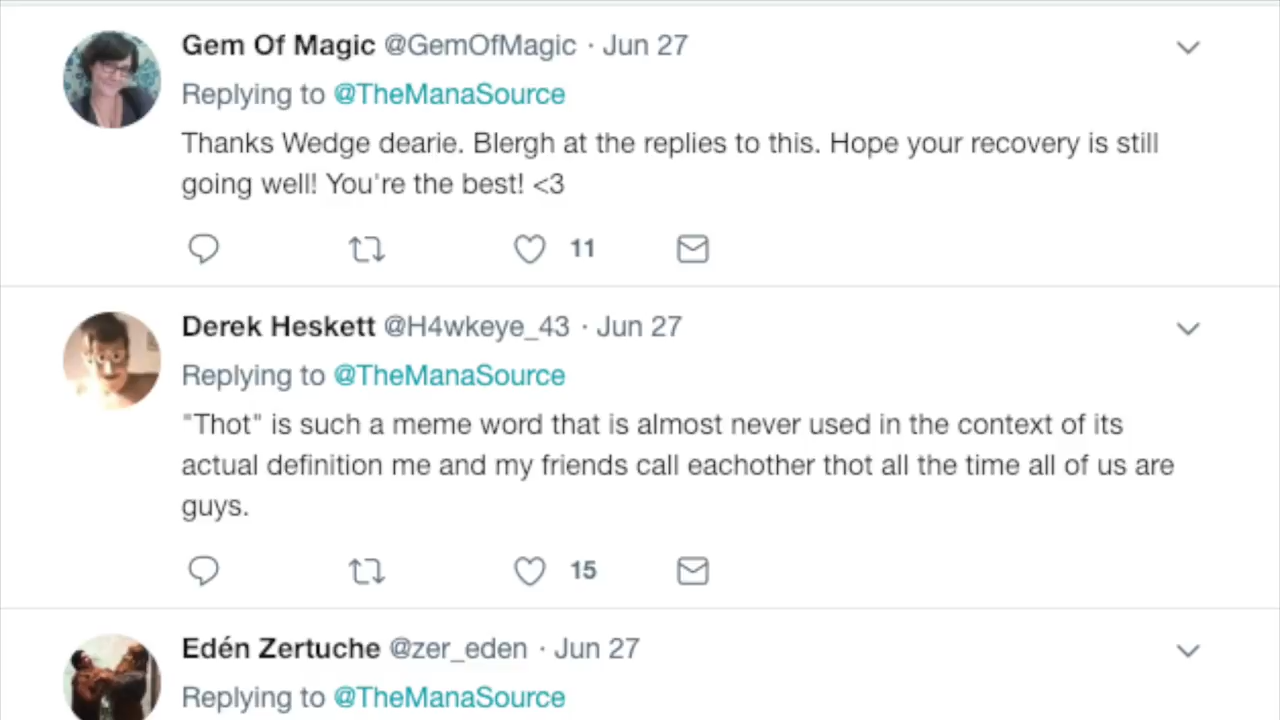 Gem Of Magic @GemOfMagic · Jun 27
Replying to @TheManaSource
Thanks Wedge dearie. Blergh at the replies to this. Hope your recovery is still
going well! You're the best! <3
11
Derek Heskett @H4wkeye_43 · Jun 27
Replying to @TheManaSource
"Thot" is such a meme word that is almost never used in the context of its
actual definition me and my friends call eachother thot all the time all of us are
guys.
15
Edén Zertuche @zer_eden · Jun 27
Replying to @TheManaSource